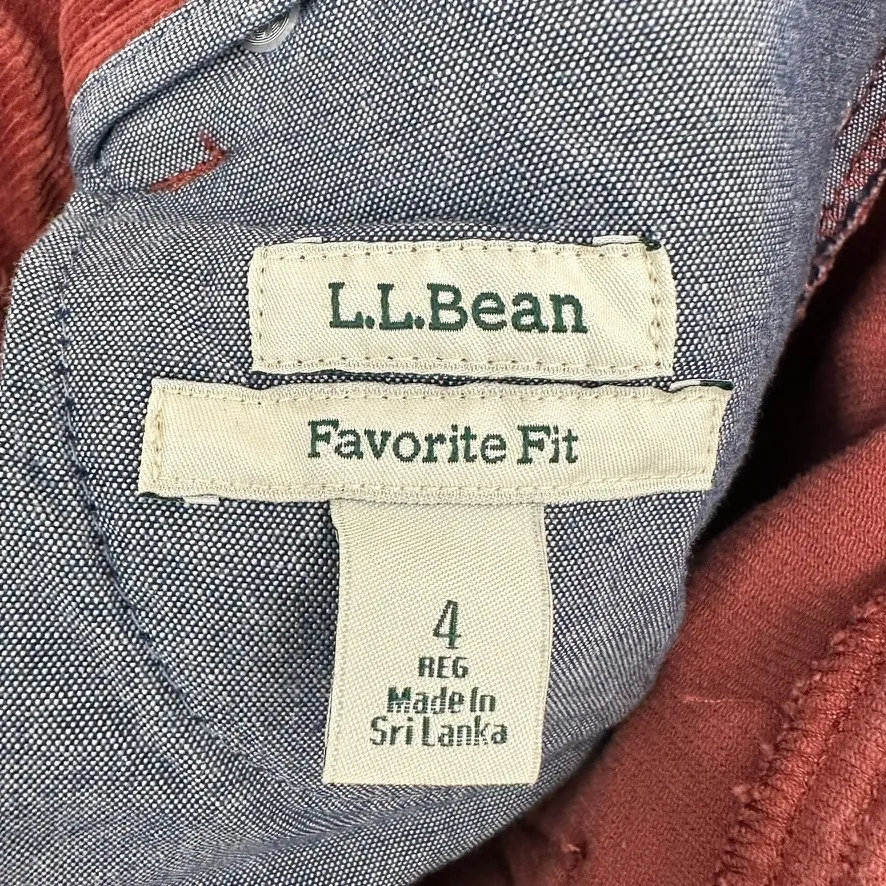 L.L.Bean
Favorite Fit
4
REG
Made In
Sri Lanka